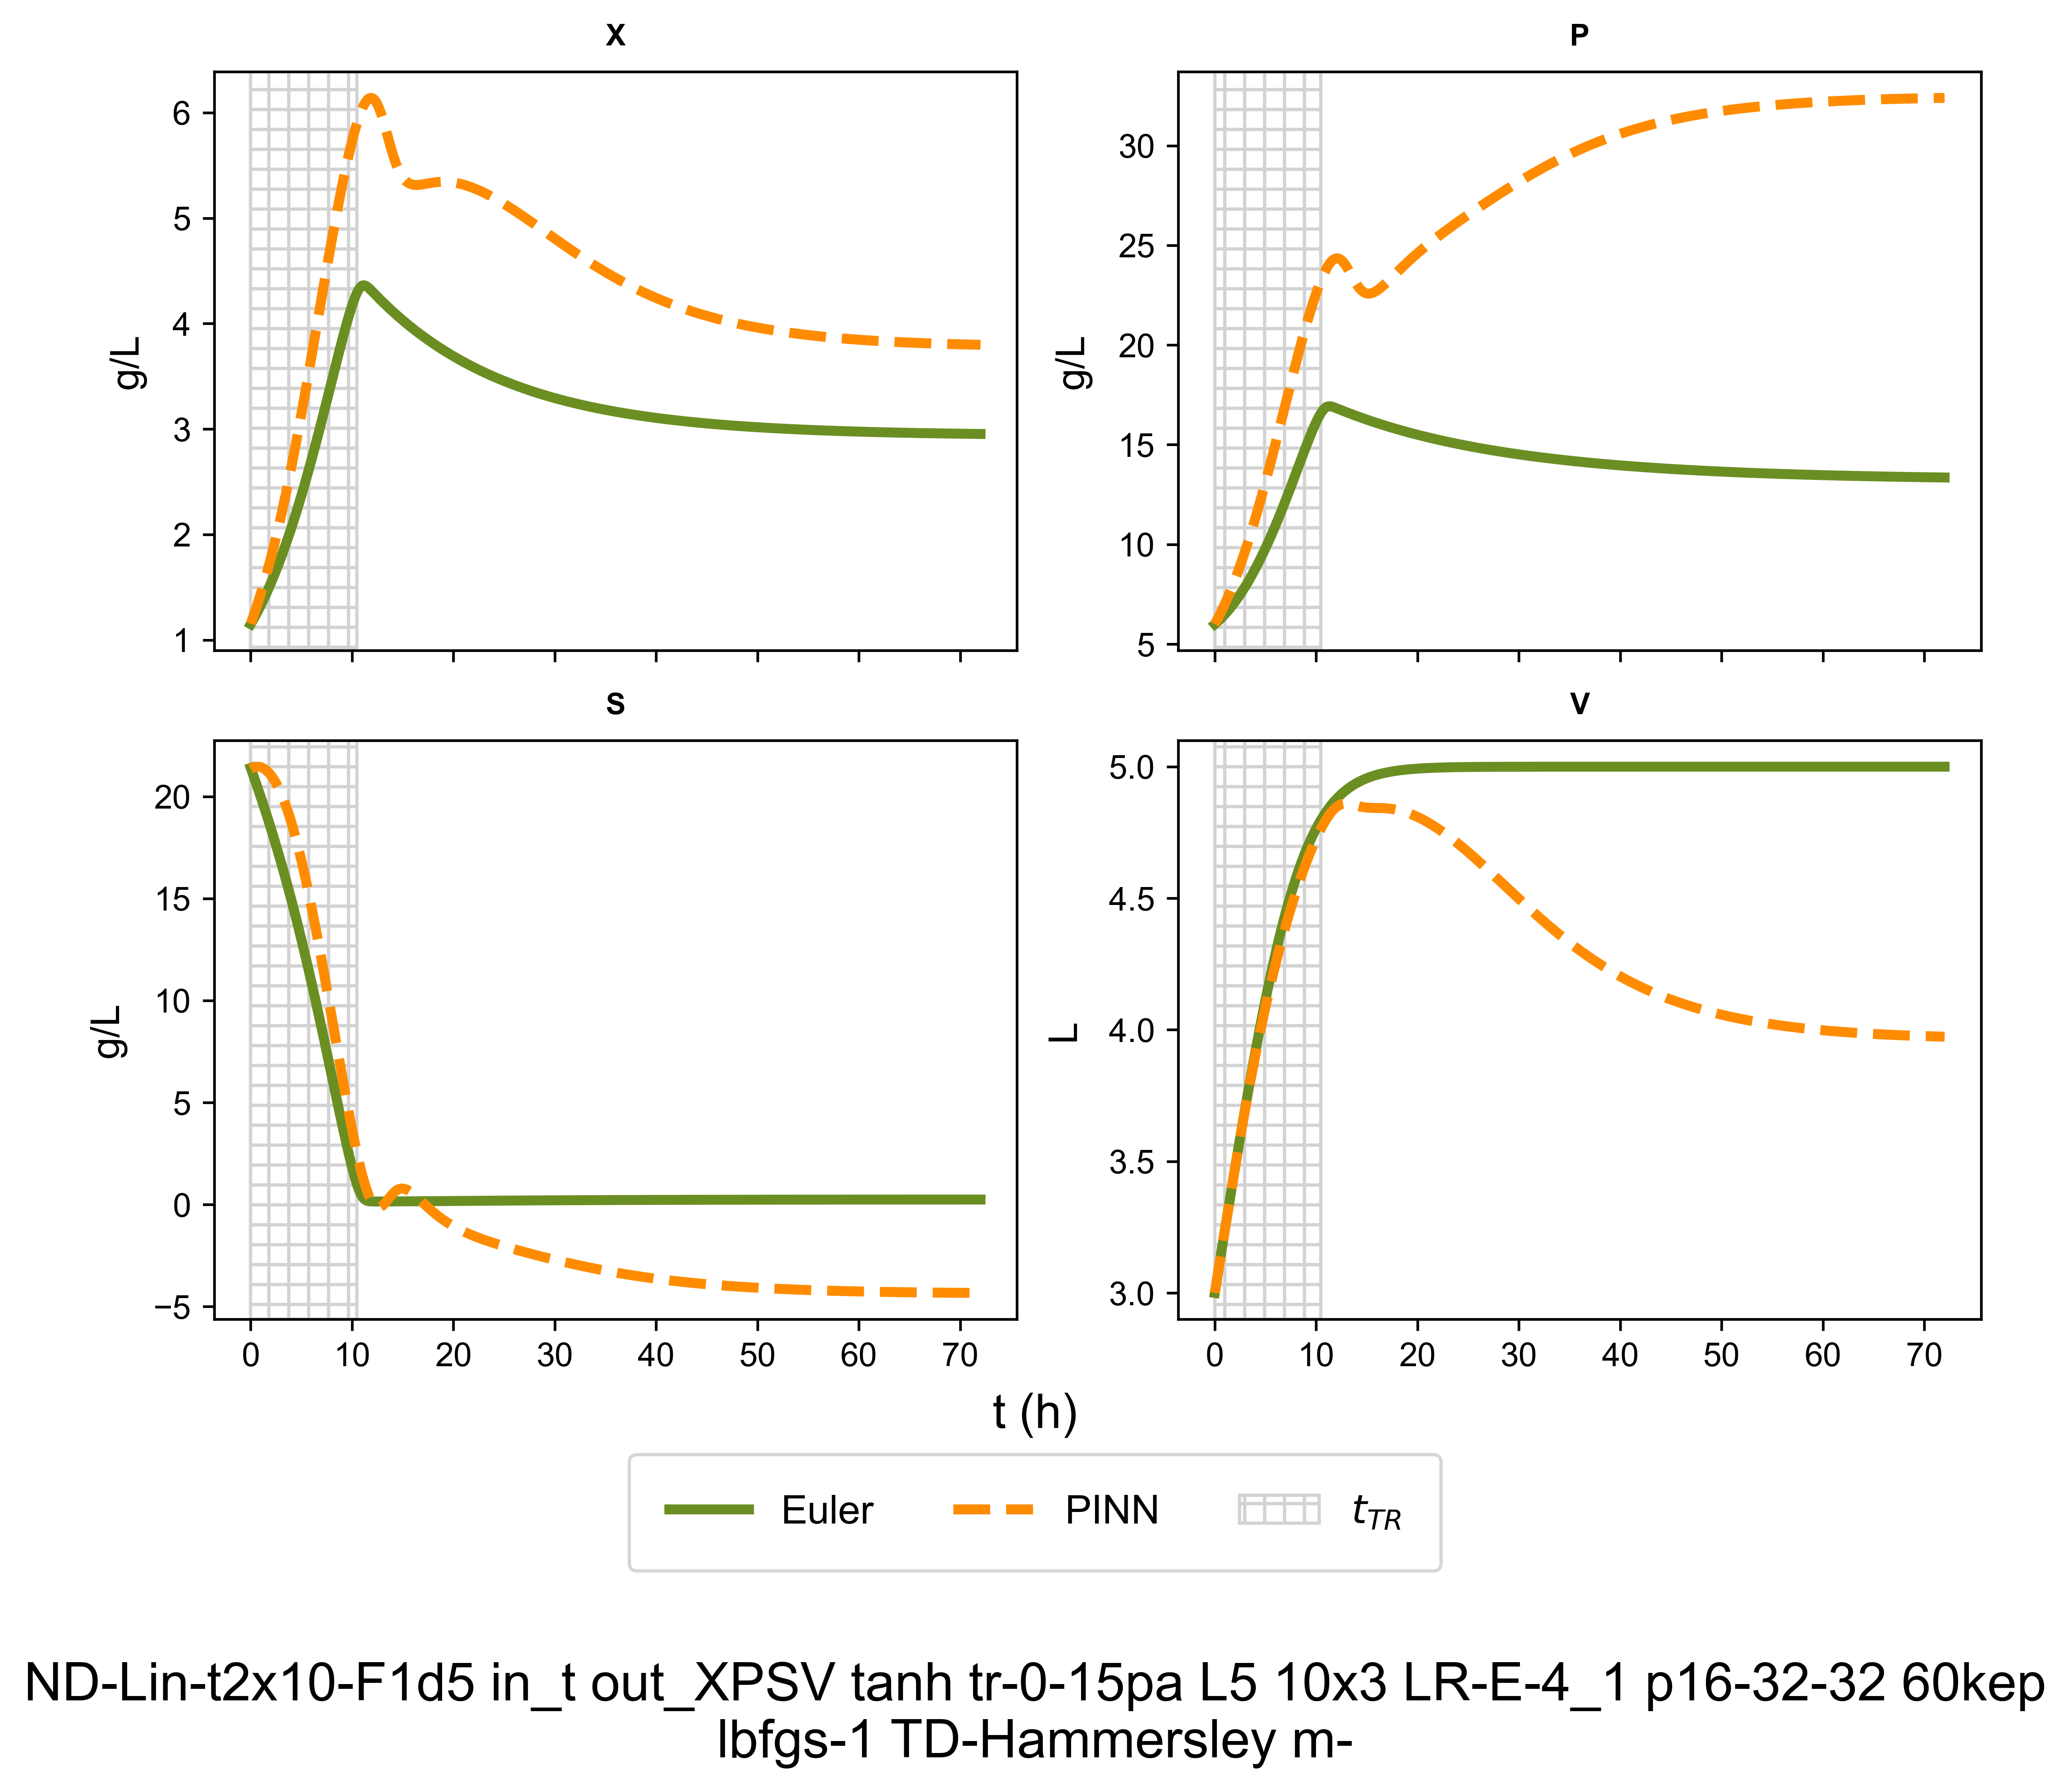 X
P
6
5
4
3
2
1
g/L
30
25
20
15
10
5
g/L
S
V
20
15
10
5
0
−5
g/L
0 10 20 30 40 50 60 70
5.0
4.5
4.0
3.5
3.0
L
0 10 20 30 40 50 60 70
t (h)
Euler PINN t_TR
ND-Lin-t2x10-F1d5 in_t out_XPSV tanh tr-0-15pa L5 10x3 LR-E-4_1 p16-32-32 60kep
lbfgs-1 TD-Hammersley m-